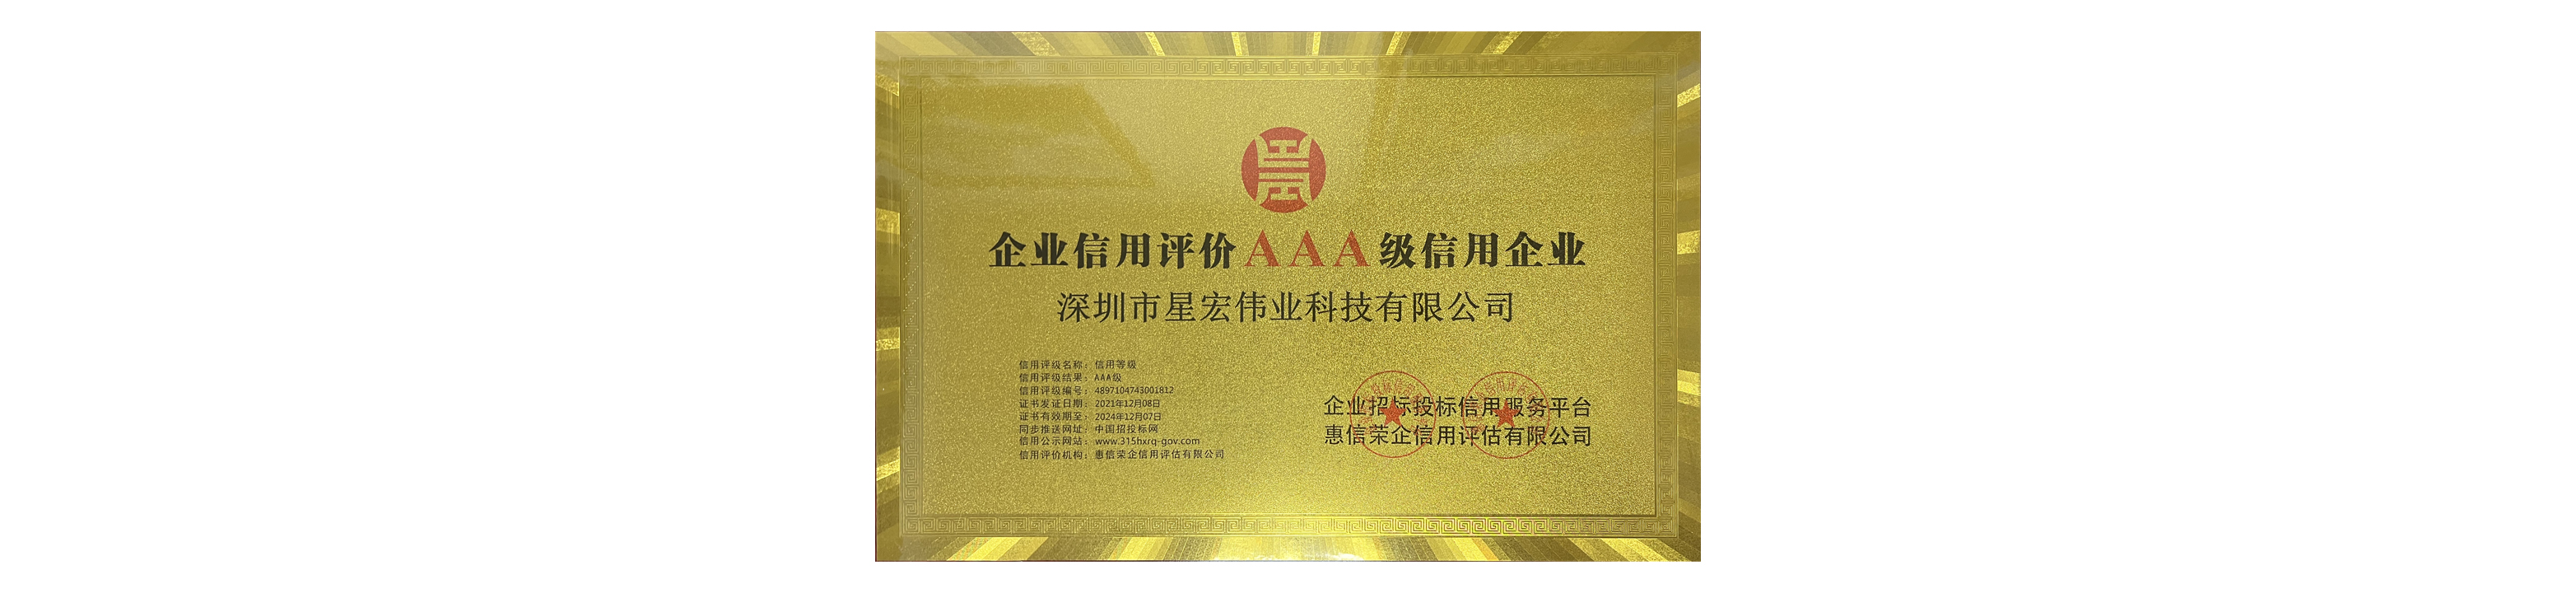 企业信用评价AAA级信用企业
深圳市星宏伟业科技有限公司
信用评级名称：信用等级
信用评级结果：AAA级
信用评级编号：4897104743001812
证书发证日期：2021年12月08日
证书有效期至：2024年12月07日
同步推送网址：中国招投标网
信用公示网站：www.315hxrq-gov.com
信用评价机构：惠信荣企信用评估有限公司
企业招标投标信用服务平台
惠信荣企信用评估有限公司